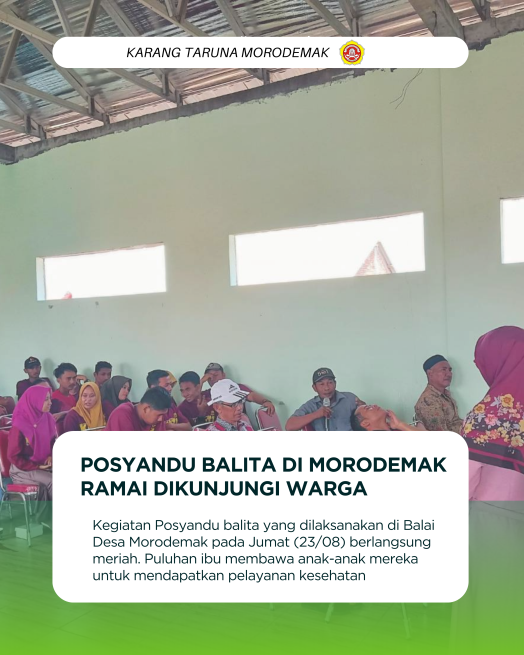 KARANG TARUNA MORODEMAK
POSYANDU BALITA DI MORODEMAK
RAMAI DIKUNJUNGI WARGA
Kegiatan Posyandu balita yang dilaksanakan di Balai
Desa Morodemak pada Jumat (23/08) berlangsung
meriah. Puluhan ibu membawa anak-anak mereka
untuk mendapatkan pelayanan kesehatan